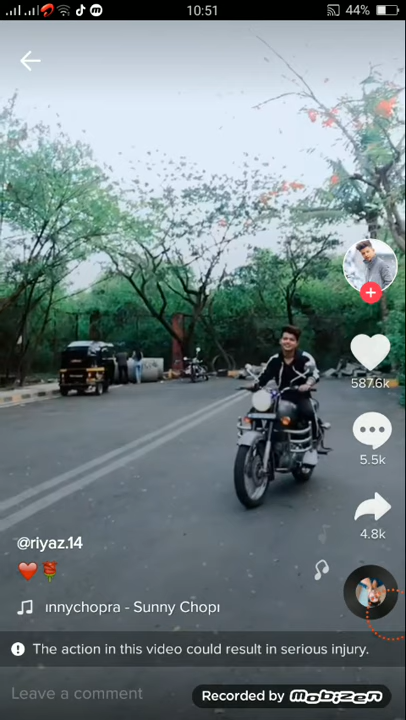 10:51
44%
587.6k
5.5k
4.8k
@riyaz.14
❤️🌹
ınnychopra - Sunny Chopı
The action in this video could result in serious injury.
Leave a comment
Recorded by Mobizen